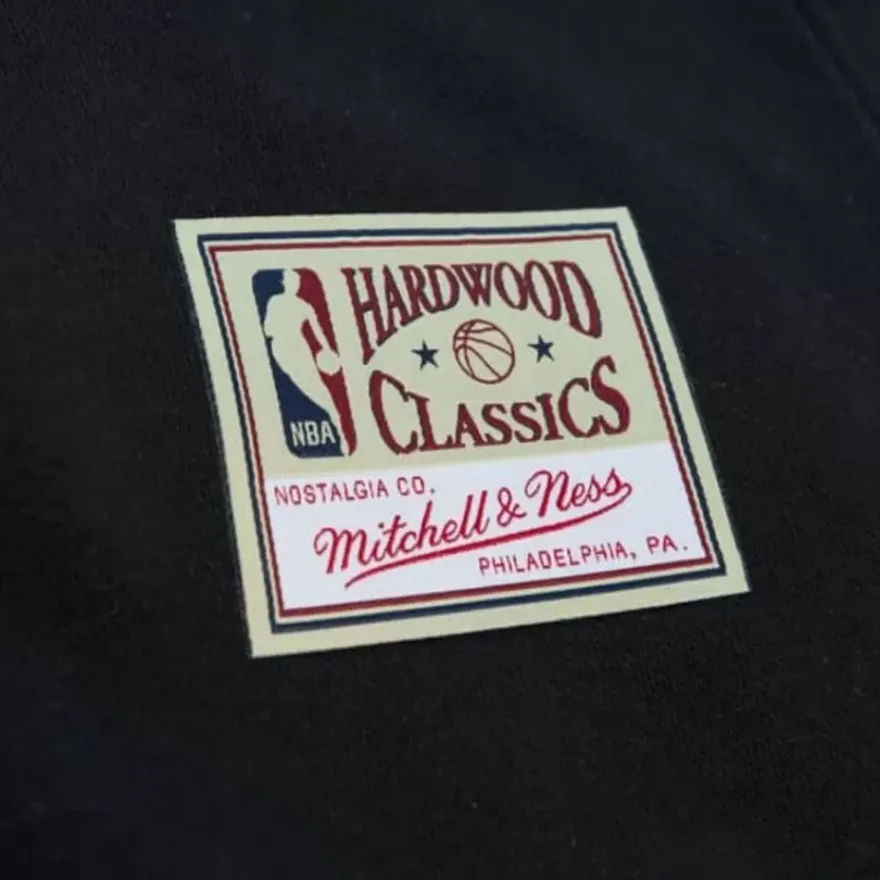 HARDWOOD
CLASSICS
NBA
NOSTALGIA CO.
Mitchell & Ness
PHILADELPHIA, PA.